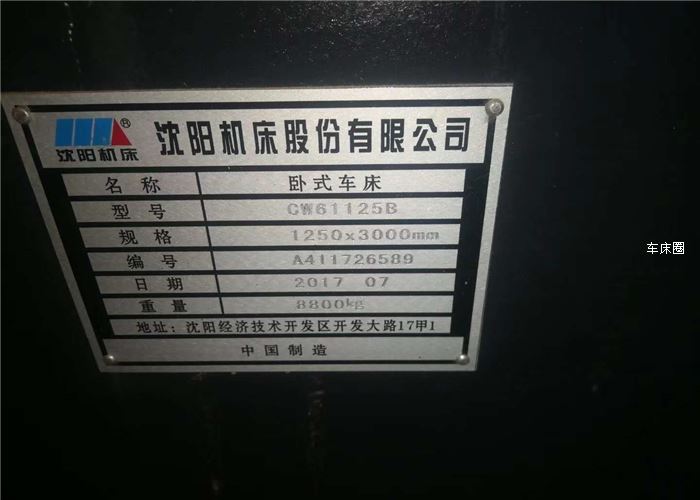 沈阳机床
®
沈阳机床股份有限公司
名称 卧式车床
型号 CW61125B
规格 1250x3000mm
编号 A411726589
日期 2017 07
重量 8800kg
地址：沈阳经济技术开发区开发大路17甲1
中国制造
车床圈